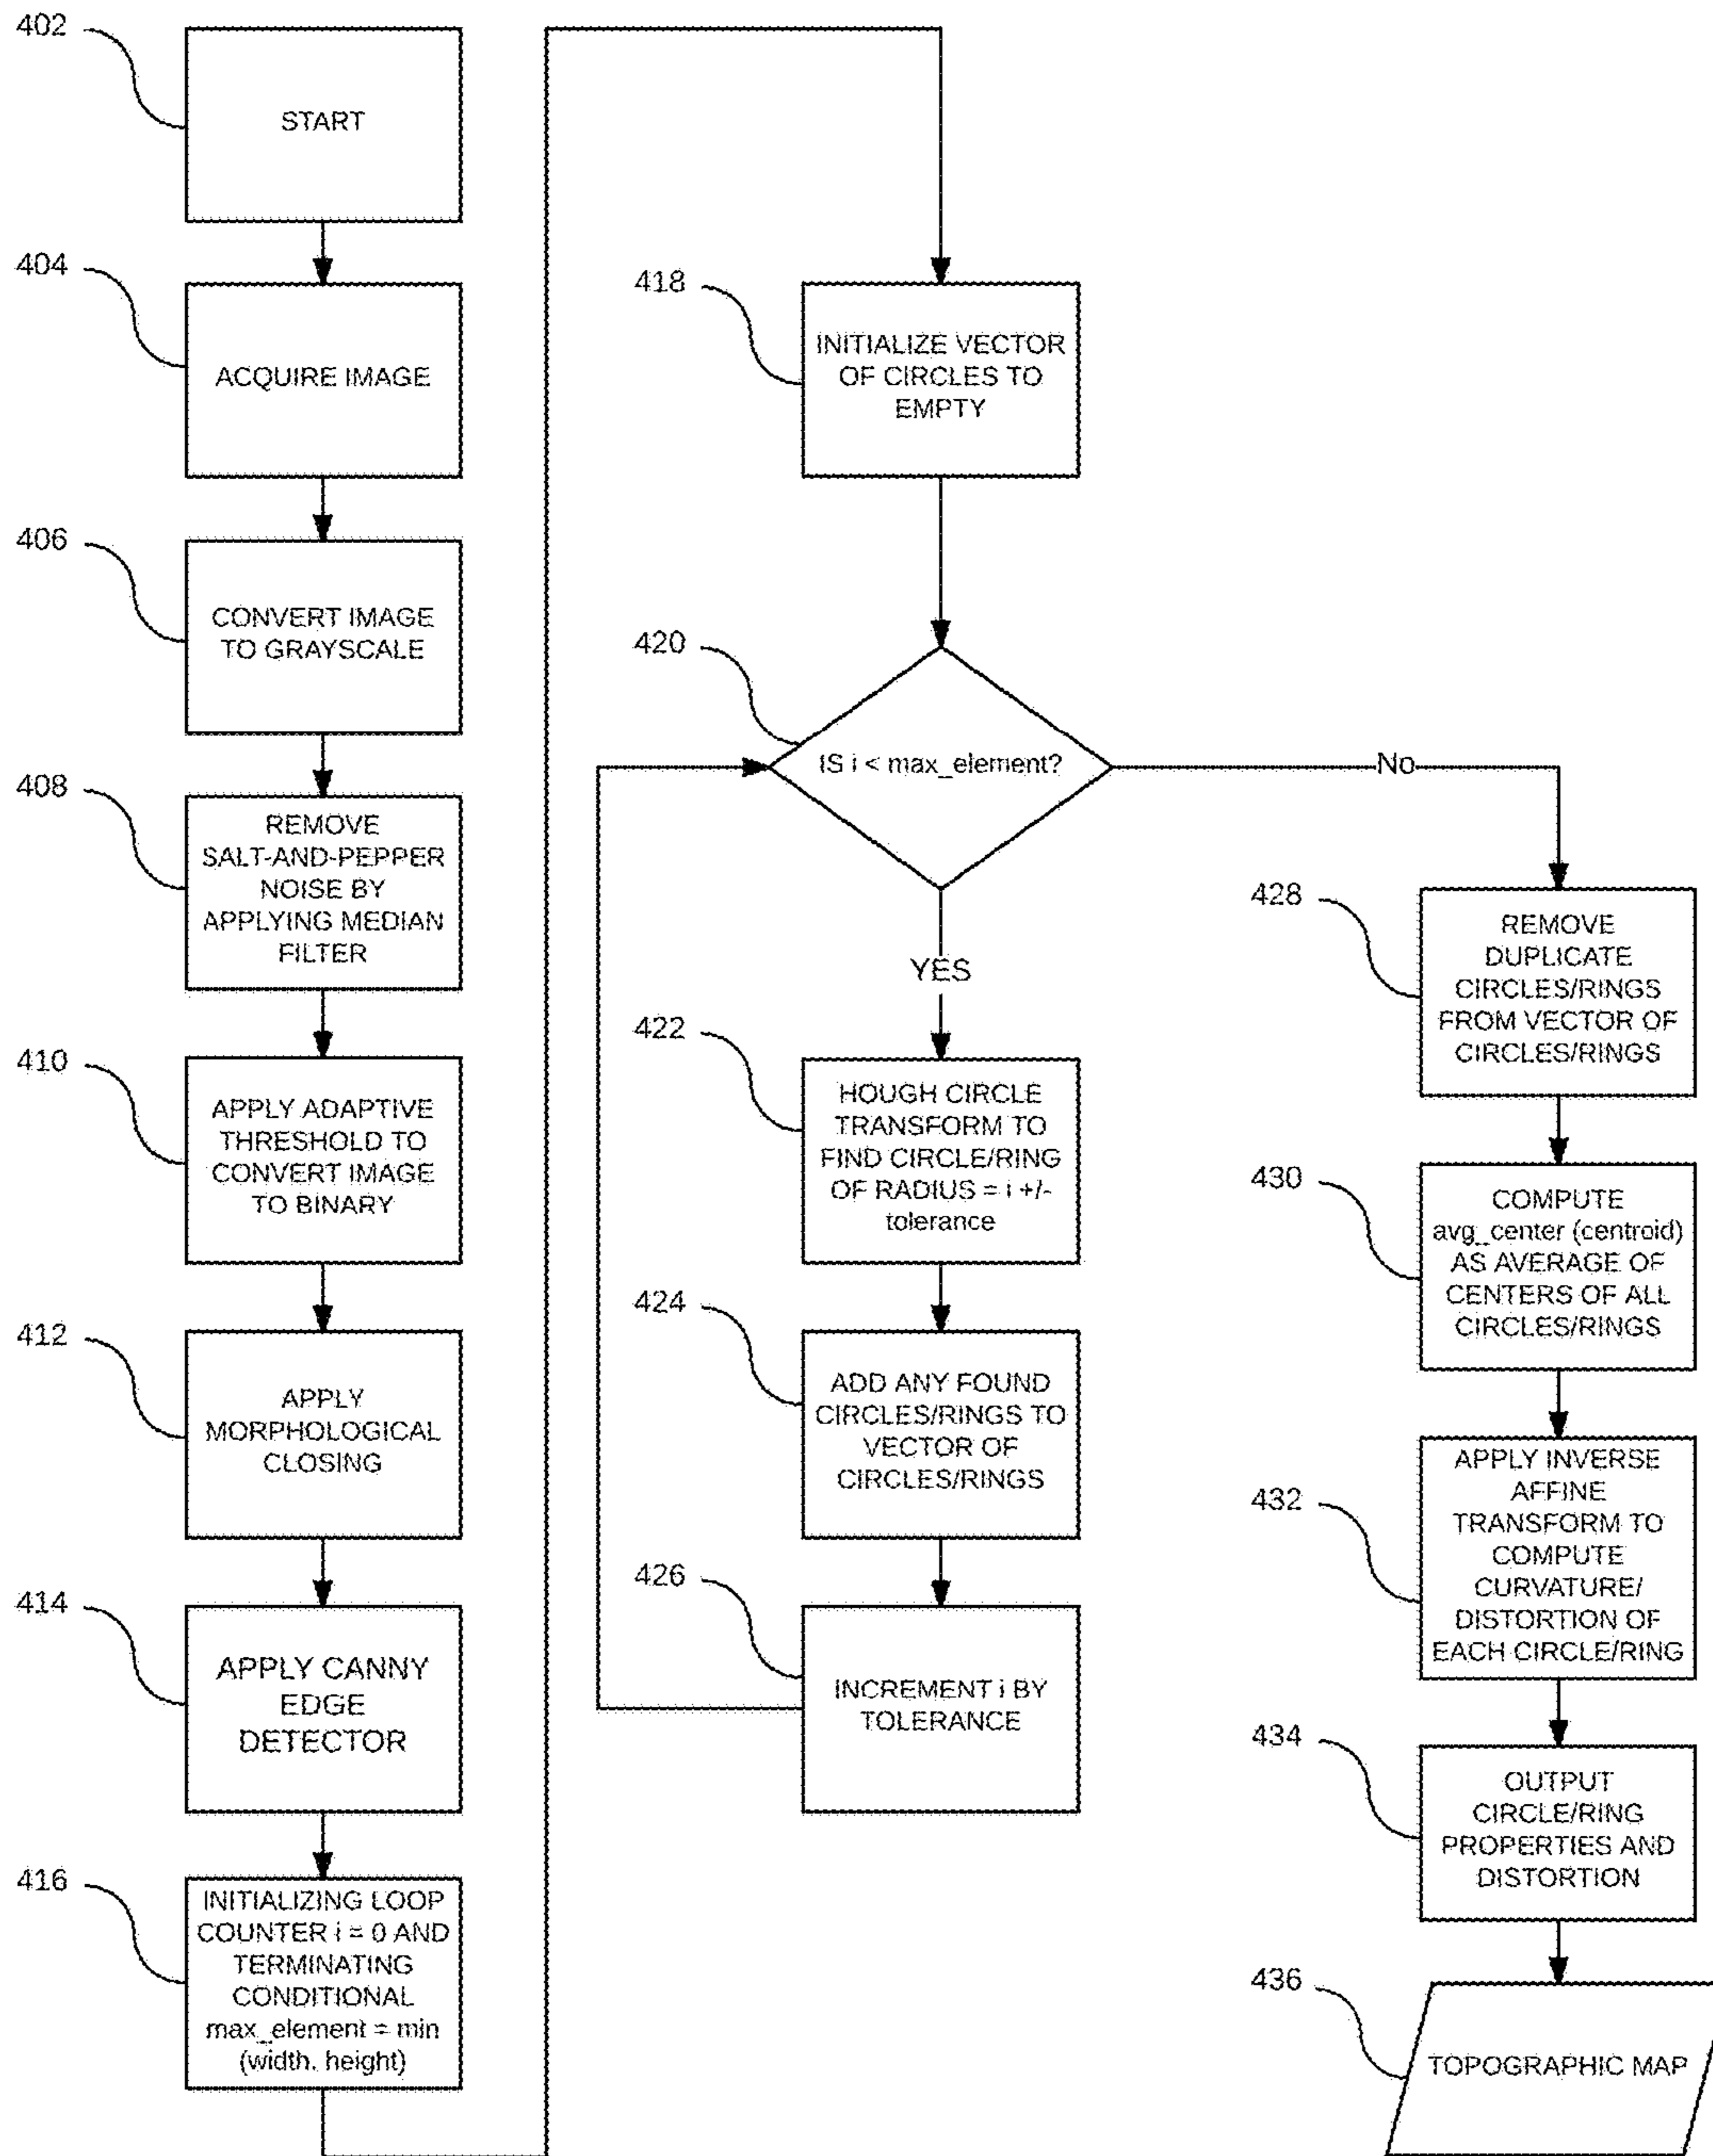 402
START
404
ACQUIRE IMAGE
406
CONVERT IMAGE
TO GRAYSCALE
408
REMOVE
SALT-AND-PEPPER
NOISE BY
APPLYING MEDIAN
FILTER
410
APPLY ADAPTIVE
THRESHOLD TO
CONVERT IMAGE
TO BINARY
412
APPLY
MORPHOLOGICAL
CLOSING
414
APPLY CANNY
EDGE
DETECTOR
416
INITIALIZING LOOP
COUNTER i = 0 AND
TERMINATING
CONDITIONAL
max_element = min
(width, height)
418
INITIALIZE VECTOR
OF CIRCLES TO
EMPTY
420
IS i < max_element?
No
YES
422
HOUGH CIRCLE
TRANSFORM TO
FIND CIRCLE/RING
OF RADIUS = i +/-
tolerance
424
ADD ANY FOUND
CIRCLES/RINGS TO
VECTOR OF
CIRCLES/RINGS
426
INCREMENT i BY
TOLERANCE
428
REMOVE
DUPLICATE
CIRCLES/RINGS
FROM VECTOR OF
CIRCLES/RINGS
430
COMPUTE
avg_center (centroid)
AS AVERAGE OF
CENTERS OF ALL
CIRCLES/RINGS
432
APPLY INVERSE
AFFINE
TRANSFORM TO
COMPUTE
CURVATURE/
DISTORTION OF
EACH CIRCLE/RING
434
OUTPUT
CIRCLE/RING
PROPERTIES AND
DISTORTION
436
TOPOGRAPHIC MAP